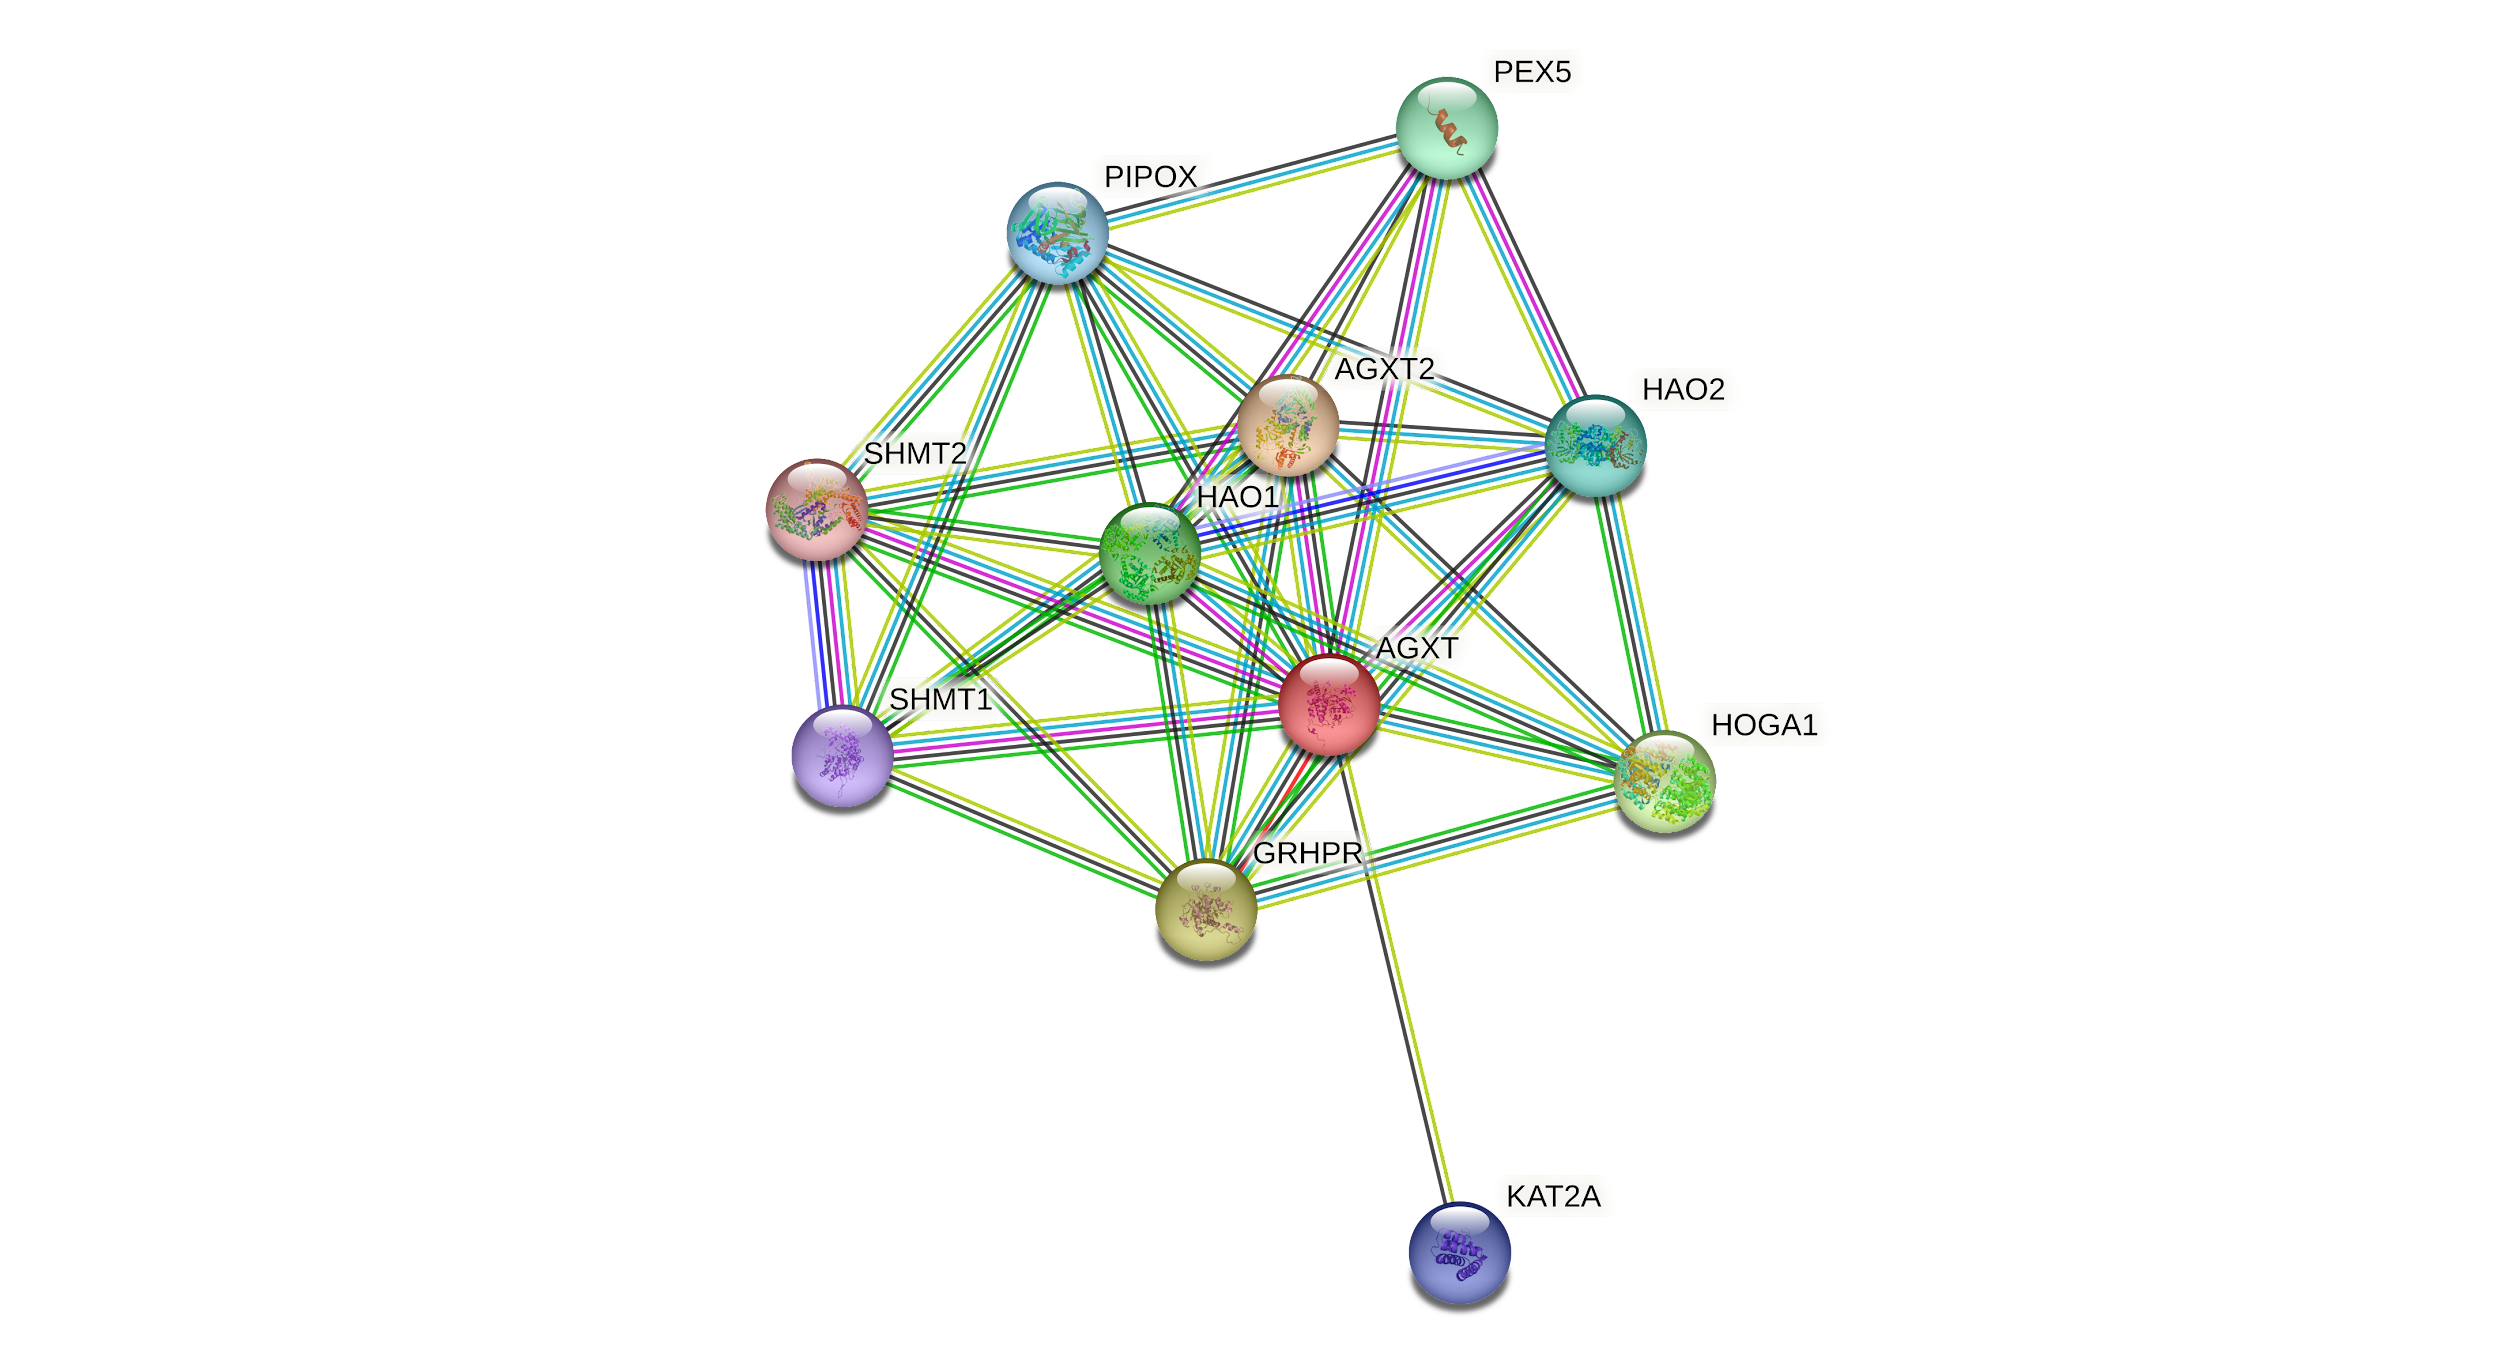 PEX5
PIPOX
AGXT2
HAO2
SHMT2
HAO1
AGXT
SHMT1
HOGA1
GRHPR
KAT2A